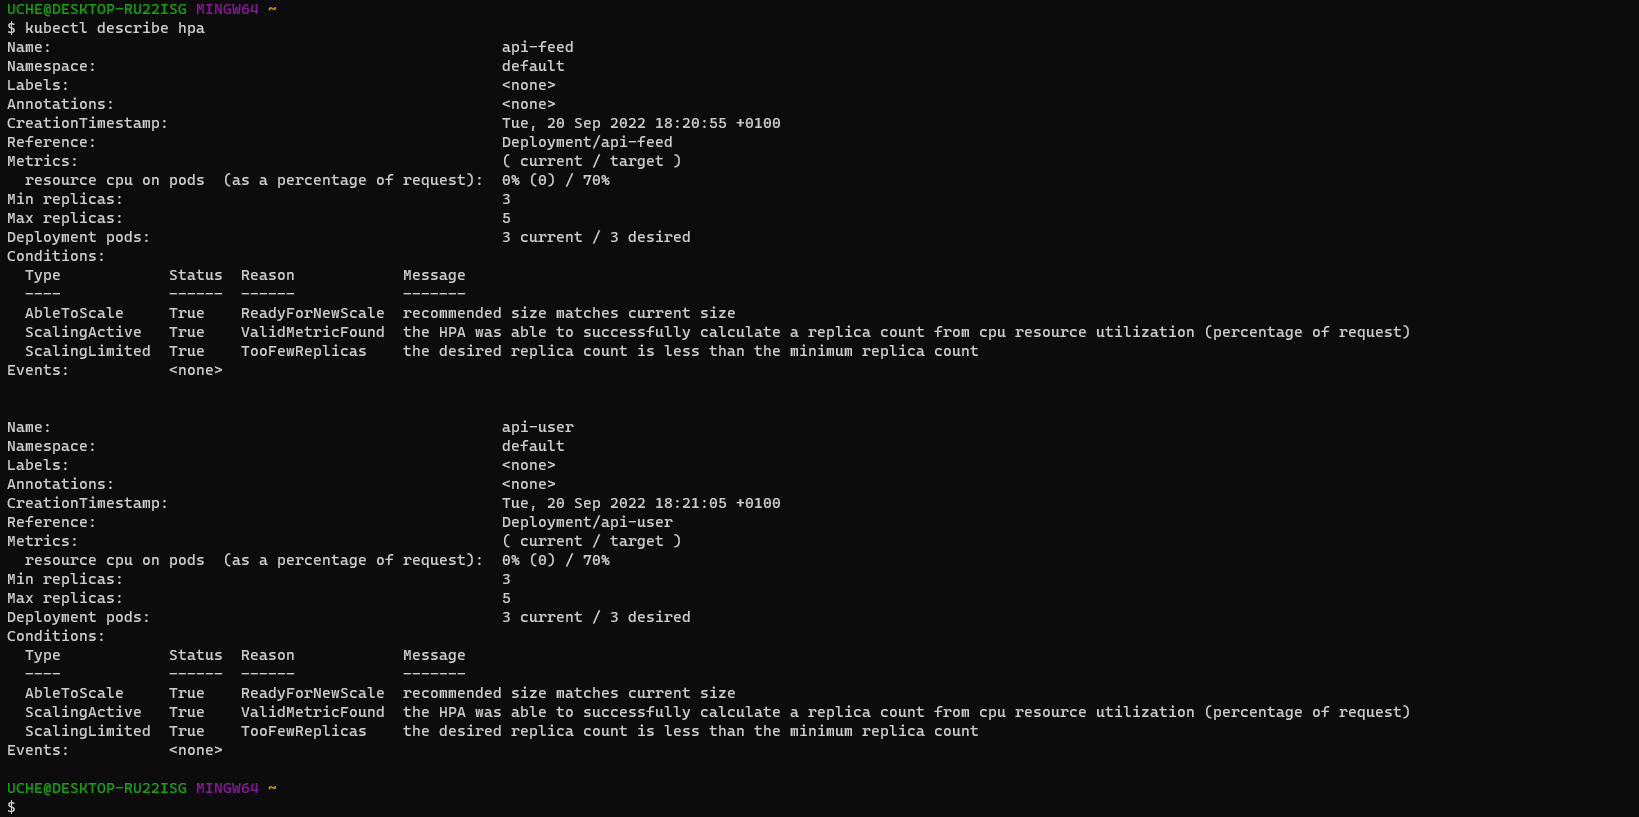 UCHE@DESKTOP-RU22ISG MINGW64 ~
$ kubectl describe hpa
Name:                                                  api-feed
Namespace:                                             default
Labels:                                                <none>
Annotations:                                           <none>
CreationTimestamp:                                     Tue, 20 Sep 2022 18:20:55 +0100
Reference:                                             Deployment/api-feed
Metrics:                                               ( current / target )
  resource cpu on pods  (as a percentage of request):  0% (0) / 70%
Min replicas:                                          3
Max replicas:                                          5
Deployment pods:                                       3 current / 3 desired
Conditions:
  Type            Status  Reason            Message
  ----            ------  ------            -------
  AbleToScale     True    ReadyForNewScale  recommended size matches current size
  ScalingActive   True    ValidMetricFound  the HPA was able to successfully calculate a replica count from cpu resource utilization (percentage of request)
  ScalingLimited  True    TooFewReplicas    the desired replica count is less than the minimum replica count
Events:           <none>
Name:                                                  api-user
Namespace:                                             default
Labels:                                                <none>
Annotations:                                           <none>
CreationTimestamp:                                     Tue, 20 Sep 2022 18:21:05 +0100
Reference:                                             Deployment/api-user
Metrics:                                               ( current / target )
  resource cpu on pods  (as a percentage of request):  0% (0) / 70%
Min replicas:                                          3
Max replicas:                                          5
Deployment pods:                                       3 current / 3 desired
Conditions:
  Type            Status  Reason            Message
  ----            ------  ------            -------
  AbleToScale     True    ReadyForNewScale  recommended size matches current size
  ScalingActive   True    ValidMetricFound  the HPA was able to successfully calculate a replica count from cpu resource utilization (percentage of request)
  ScalingLimited  True    TooFewReplicas    the desired replica count is less than the minimum replica count
Events:           <none>
UCHE@DESKTOP-RU22ISG MINGW64 ~
$